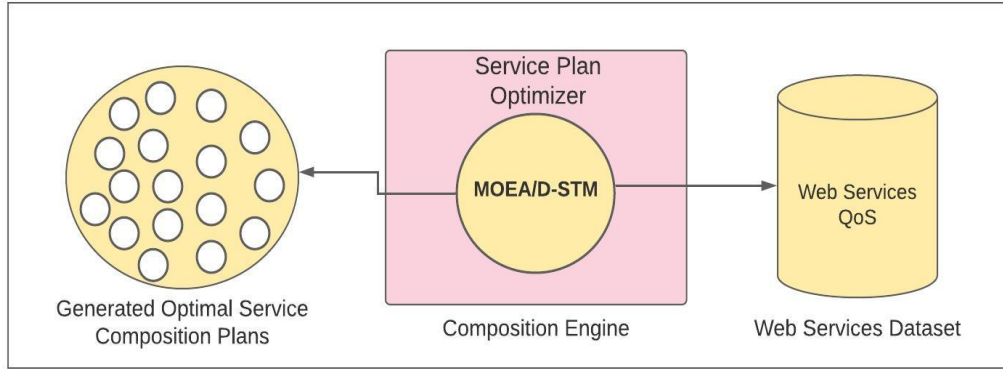 Service Plan
Optimizer
MOEA/D-STM
Web Services
QoS
Generated Optimal Service
Composition Plans
Composition Engine
Web Services Dataset